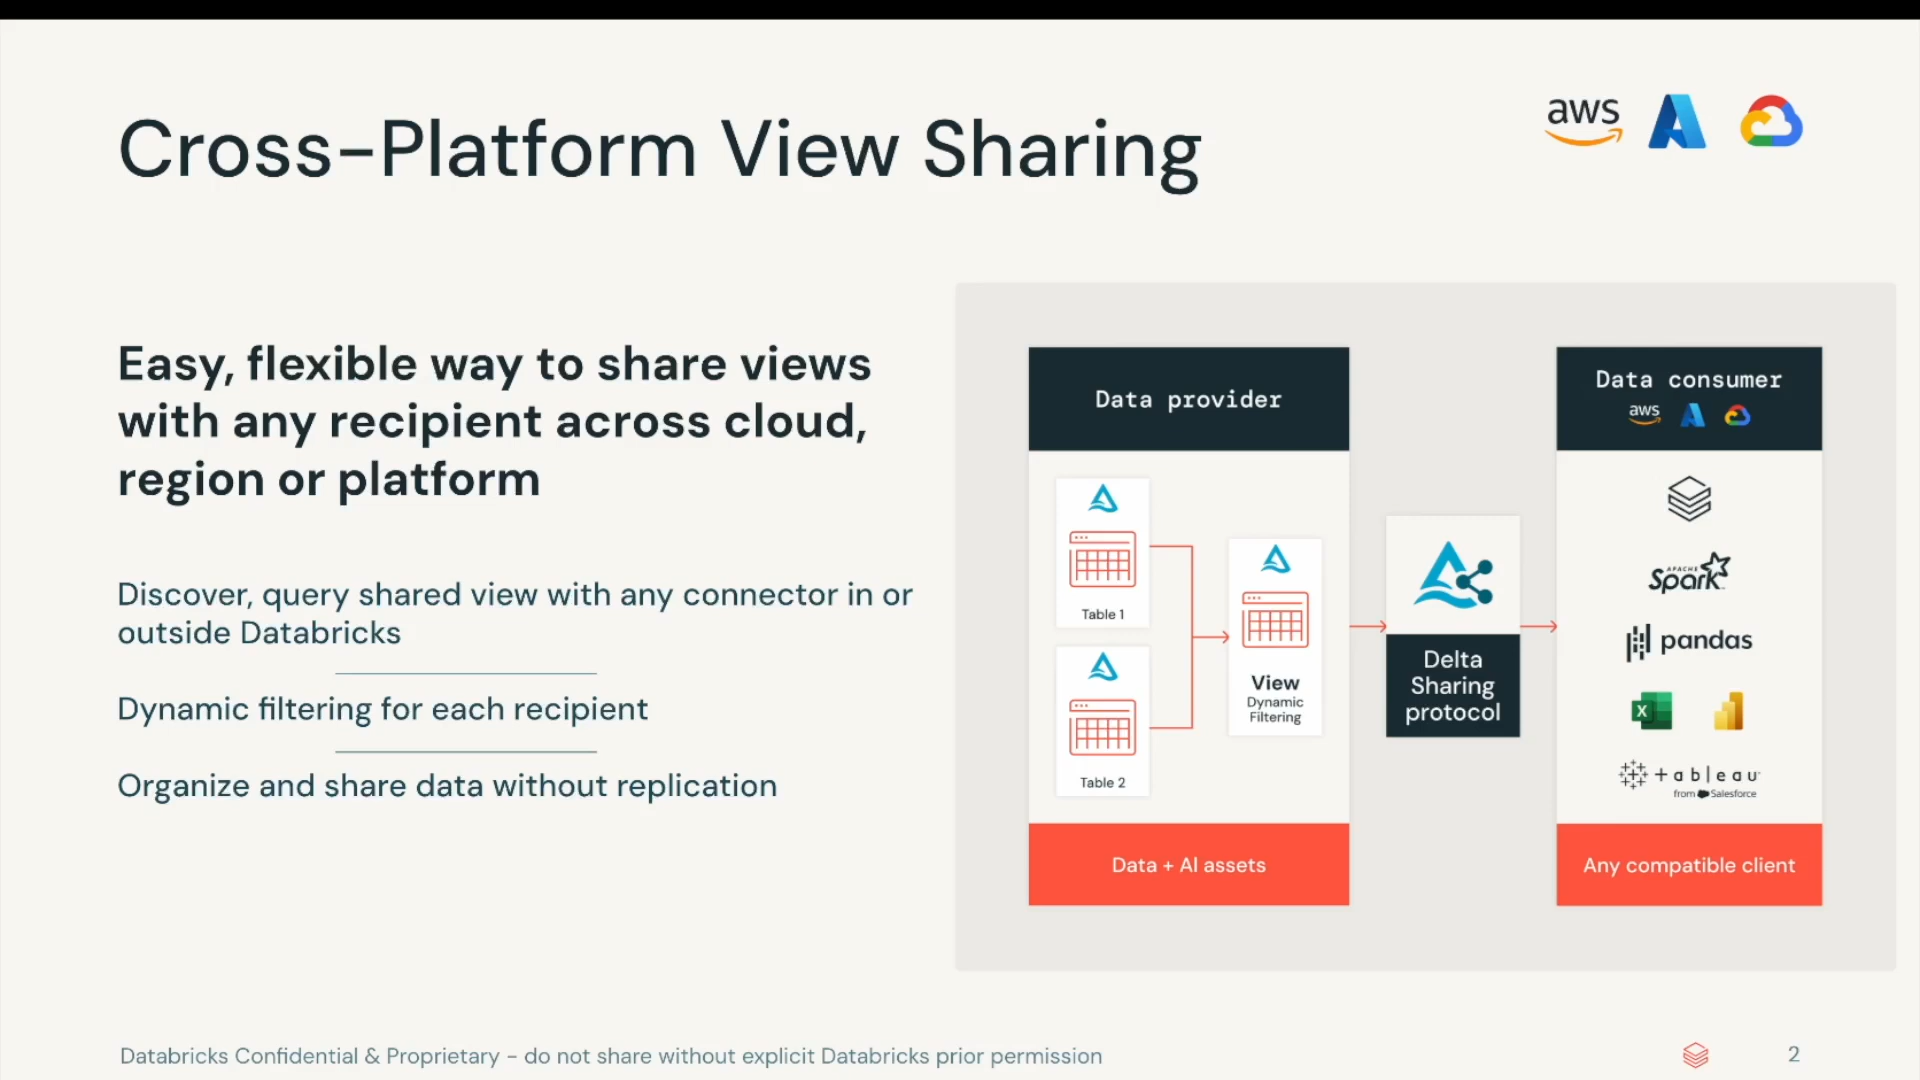 Cross-Platform View Sharing
aws
Easy, flexible way to share views
with any recipient across cloud,
region or platform
Discover, query shared view with any connector in or
outside Databricks
Dynamic filtering for each recipient
Organize and share data without replication
Data provider
Table 1
Table 2
View
Dynamic
Filtering
Data + AI assets
Delta
Sharing
protocol
Data consumer
aws
APACHE
Spark
pandas
X
+ableau
from Salesforce
Any compatible client
Databricks Confidential & Proprietary - do not share without explicit Databricks prior permission
2